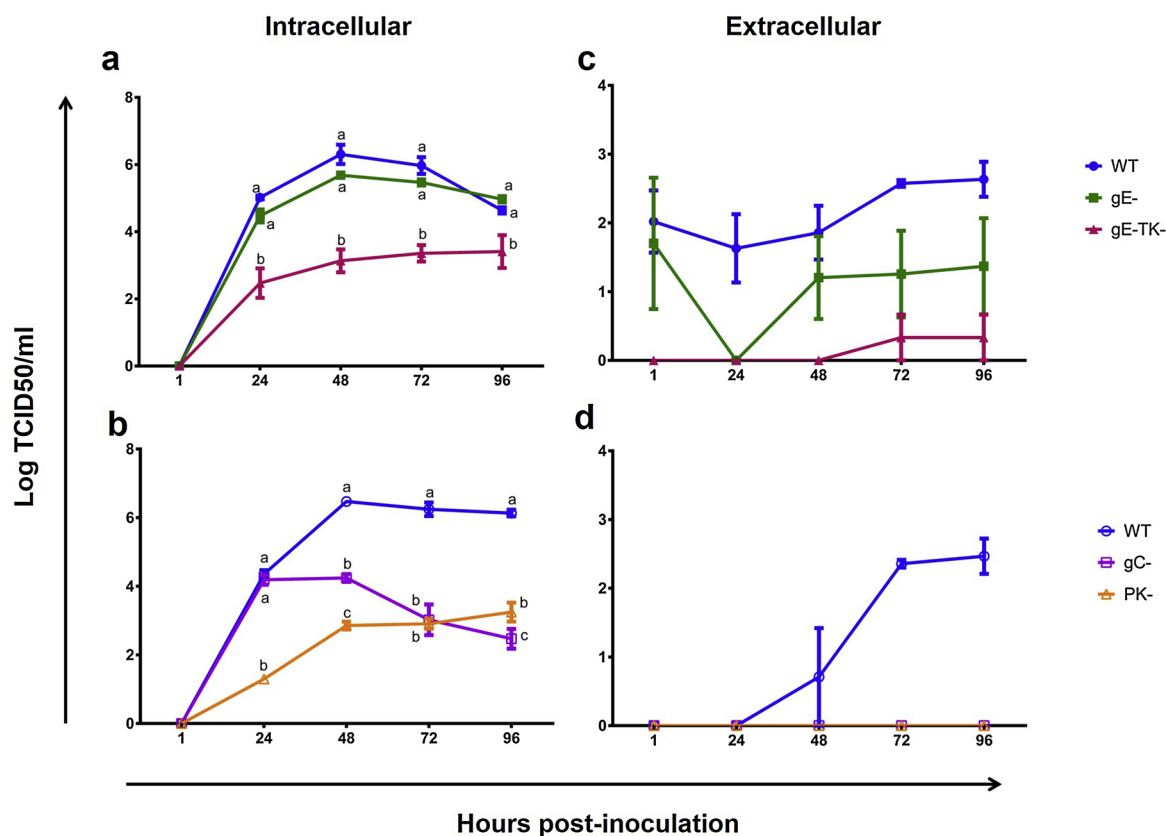 Intracellular
Extracellular
a
8
6
4
2
0
a
a
a
a
a
a
a
a
b
b
b
b
1 24 48 72 96
c
4
3
2
1
0
1 24 48 72 96
WT
gE-
gE-TK-
b
8
6
4
2
0
a
a
a
a
a
b
b
c
b
b
b
c
1 24 48 72 96
d
4
3
2
1
0
1 24 48 72 96
WT
gC-
PK-
Log TCID50/ml
Hours post-inoculation